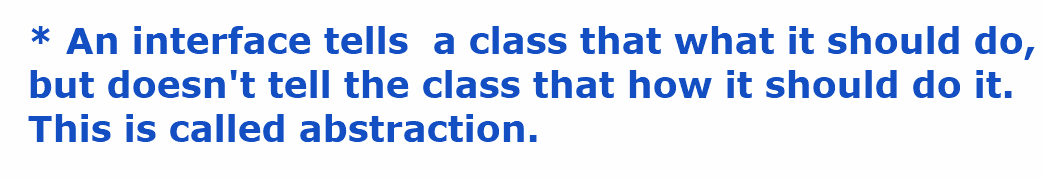 * An interface tells  a class that what it should do,
but doesn't tell the class that how it should do it.
This is called abstraction.